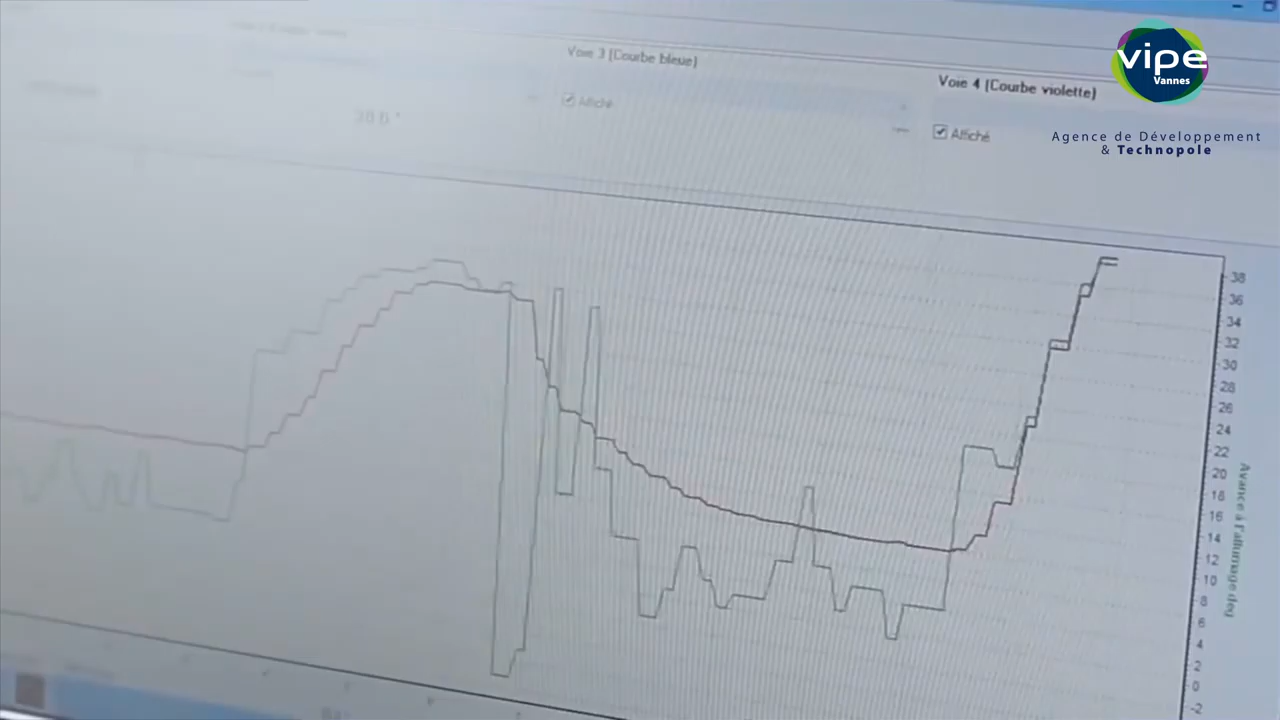 Voie 3 (Courbe bleue)
Affiché
38.8 °
Voie 4 (Courbe violette)
Affiché
vipe
Vannes
Agence de Développement
& Technopole
38
36
34
32
30
28
26
24
22
20
18
16
14
12
10
8
6
4
2
0
-2
Avance à l'allumage deg